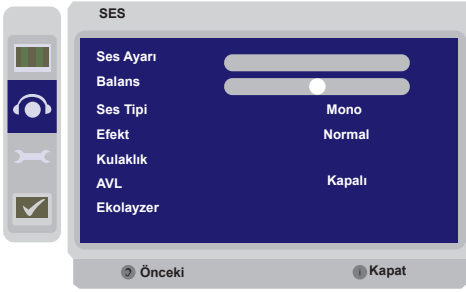 SES
Ses Ayarı
Balans
Ses Tipi Mono
Efekt Normal
Kulaklık
AVL Kapalı
Ekolayzer
Önceki i Kapat